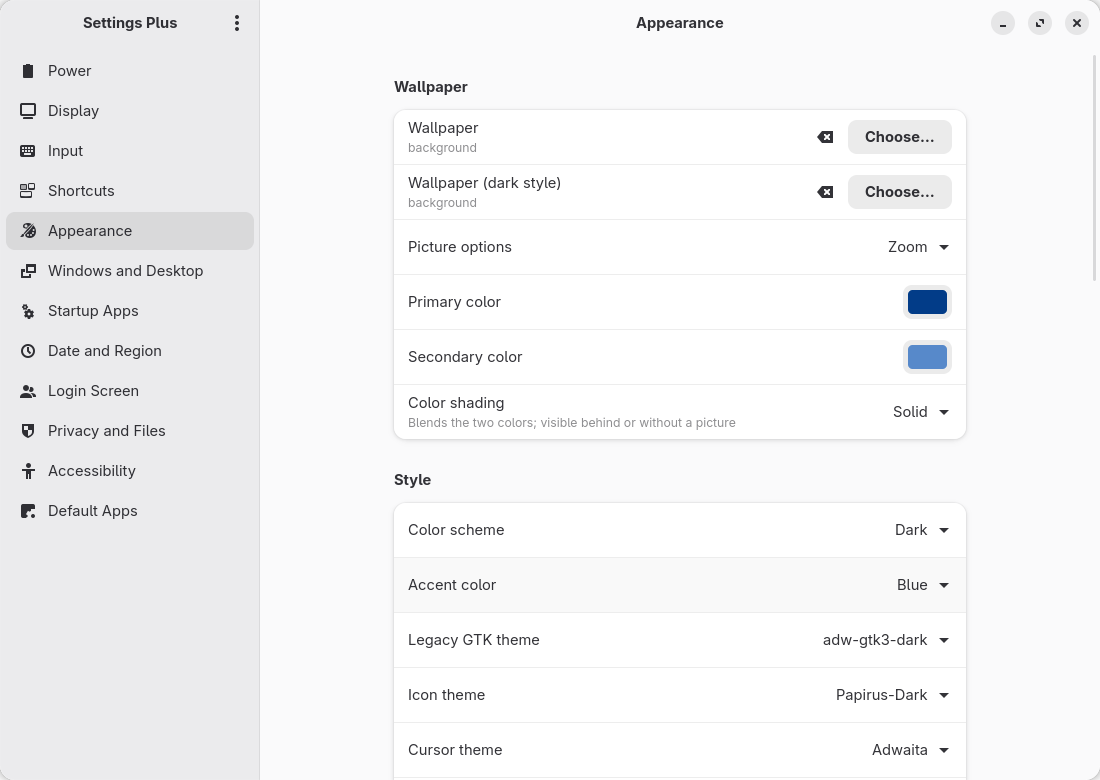 Settings Plus
Appearance
Power
Display
Input
Shortcuts
Appearance
Windows and Desktop
Startup Apps
Date and Region
Login Screen
Privacy and Files
Accessibility
Default Apps
Wallpaper
Wallpaper
background
Choose...
Wallpaper (dark style)
background
Choose...
Picture options
Zoom
Primary color
Secondary color
Color shading
Blends the two colors; visible behind or without a picture
Solid
Style
Color scheme
Dark
Accent color
Blue
Legacy GTK theme
adw-gtk3-dark
Icon theme
Papirus-Dark
Cursor theme
Adwaita